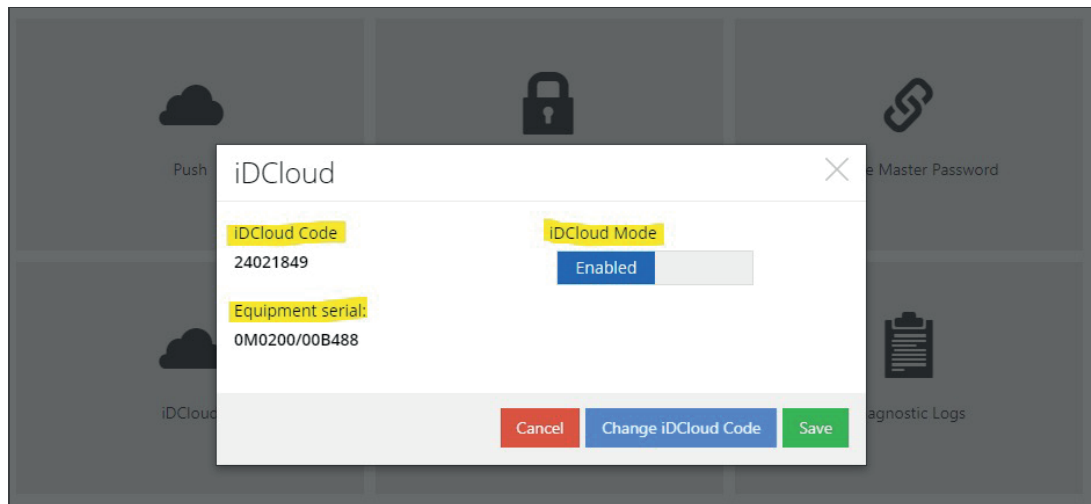 Push
e Master Password
iDCloud
iDCloud Code
24021849
iDCloud Mode
Enabled
Equipment serial:
0M0200/00B488
iDCloud
agnostic Logs
Cancel
Change iDCloud Code
Save